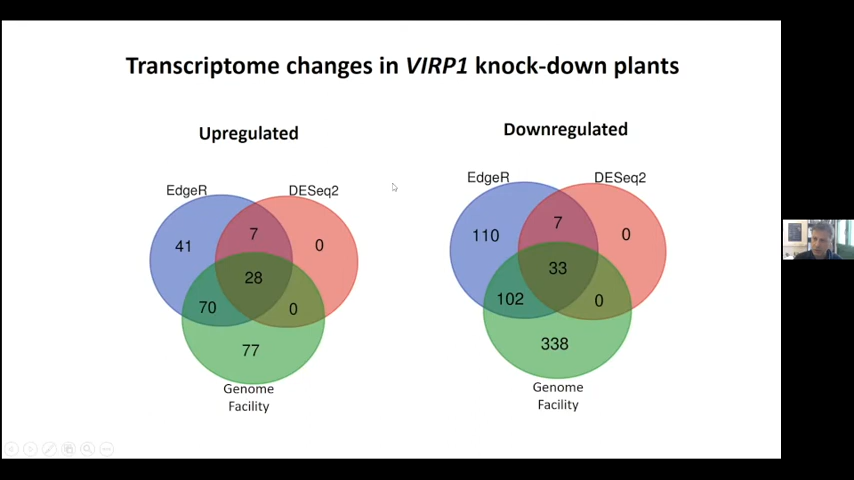 Transcriptome changes in VIRP1 knock-down plants
Upregulated
EdgeR
DESeq2
41
7
0
28
70
0
77
Genome
Facility
Downregulated
EdgeR
DESeq2
110
7
0
33
102
0
338
Genome
Facility